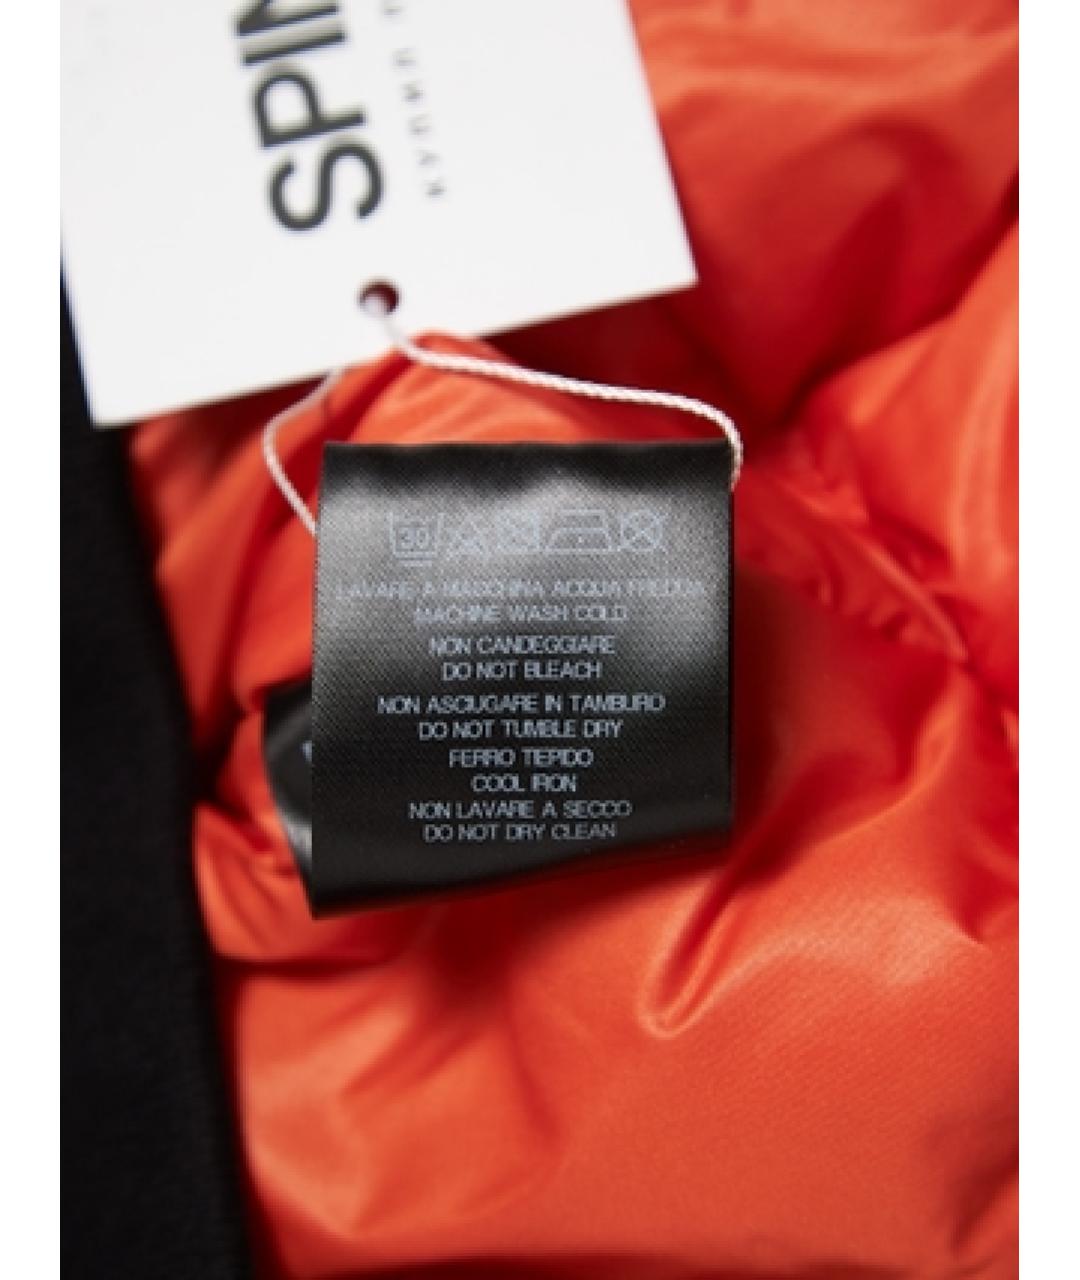 SPIN
30
LAVARE A MACCHINA ACQUA FREDDA
MACHINE WASH COLD
NON CANDEGGIARE
DO NOT BLEACH
NON ASCIUGARE IN TAMBURO
DO NOT TUMBLE DRY
FERRO TIEPIDO
COOL IRON
NON LAVARE A SECCO
DO NOT DRY CLEAN